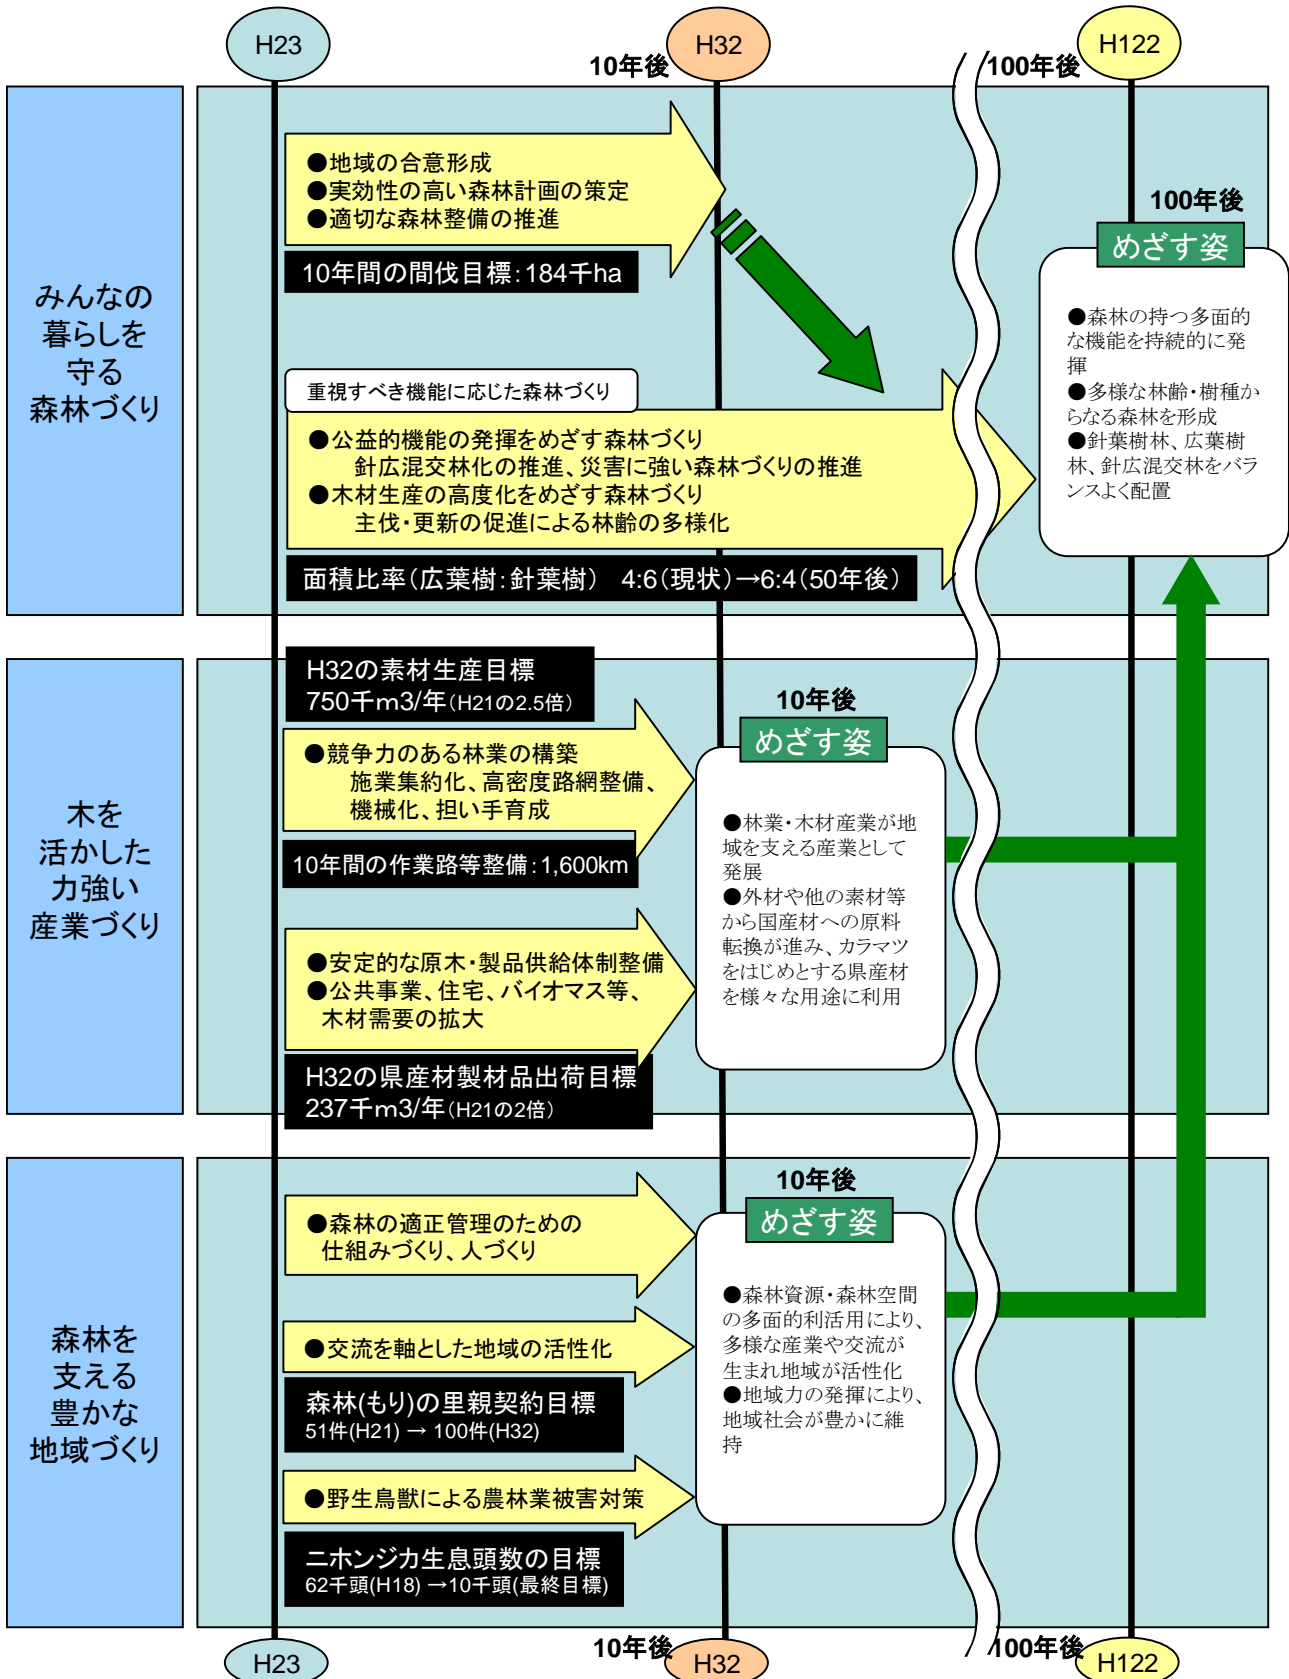 H23
H32
H122
10年後
100年後
みんなの
暮らしを
守る
森林づくり
●地域の合意形成
●実効性の高い森林計画の策定
●適切な森林整備の推進
10年間の間伐目標：184千ha
重視すべき機能に応じた森林づくり
●公益的機能の発揮をめざす森林づくり
針広混交林化の推進、災害に強い森林づくりの推進
●木材生産の高度化をめざす森林づくり
主伐・更新の促進による林齢の多様化
面積比率（広葉樹：針葉樹）　4:6（現状）→6:4（50年後）
100年後
めざす姿
●森林の持つ多面的
な機能を持続的に発
揮
●多様な林齢・樹種か
らなる森林を形成
●針葉樹林、広葉樹
林、針広混交林をバラ
ンスよく配置
木を
活かした
力強い
産業づくり
H32の素材生産目標
750千m3/年（H21の2.5倍）
●競争力のある林業の構築
施業集約化、高密度路網整備、
機械化、担い手育成
10年間の作業路等整備：1,600km
●安定的な原木・製品供給体制整備
●公共事業、住宅、バイオマス等、
木材需要の拡大
H32の県産材製材品出荷目標
237千m3/年（H21の2倍）
10年後
めざす姿
●林業・木材産業が地
域を支える産業として
発展
●外材や他の素材等
から国産材への原料
転換が進み、カラマツ
をはじめとする県産材
を様々な用途に利用
森林を
支える
豊かな
地域づくり
●森林の適正管理のための
仕組みづくり、人づくり
●交流を軸とした地域の活性化
森林(もり)の里親契約目標
51件(H21) → 100件(H32)
●野生鳥獣による農林業被害対策
ニホンジカ生息頭数の目標
62千頭(H18) →10千頭(最終目標)
10年後
めざす姿
●森林資源・森林空間
の多面的利活用により、
多様な産業や交流が
生まれ地域が活性化
●地域力の発揮により、
地域社会が豊かに維
持
10年後
100年後
H23
H32
H122